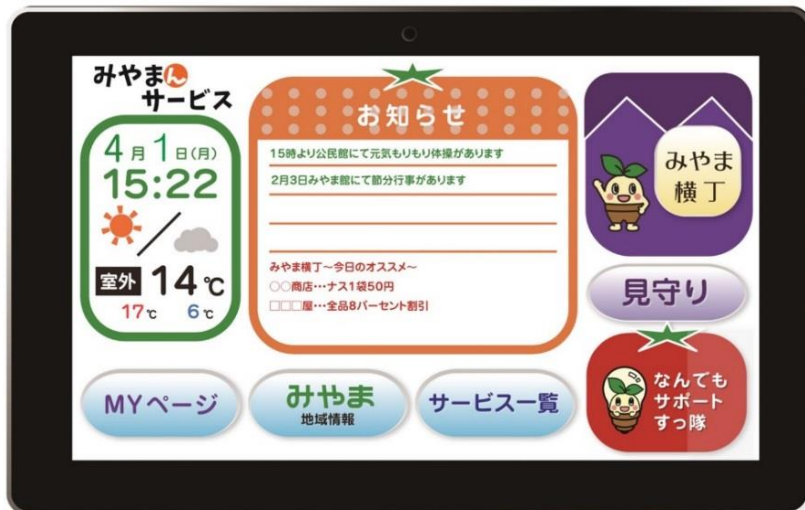 みやまん
サービス
4月1日(月)
15:22
室外 14℃
17℃ 6℃
お知らせ
15時より公民館にて元気もりもり体操があります
2月3日みやま館にて節分行事があります
みやま横丁～今日のオススメ～
○○商店･･･ナス1袋50円
□□□屋･･･全品8パーセント割引
みやま
横丁
見守り
なんでも
サポート
すっ隊
MYページ
みやま
地域情報
サービス一覧